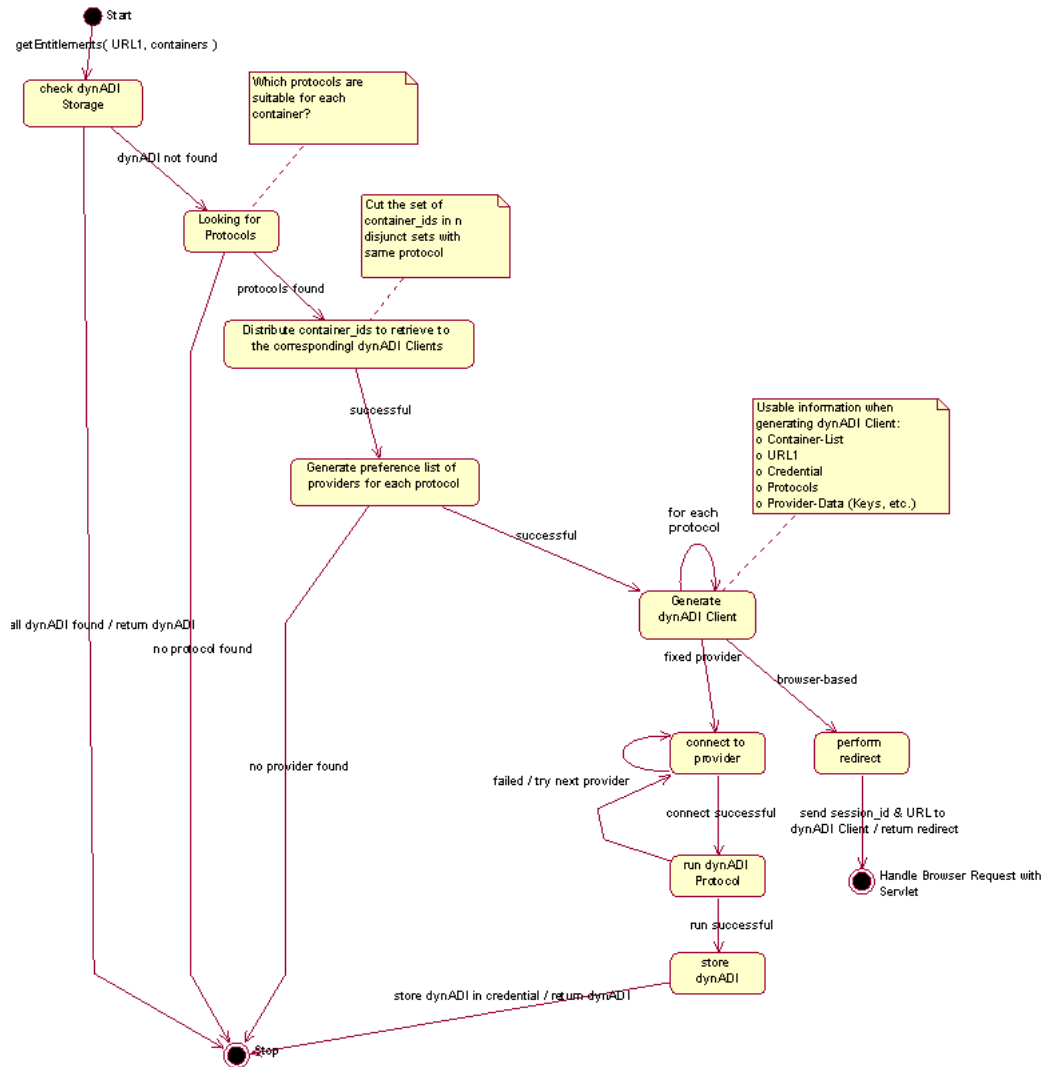 Start
getEntitlements( URL1, containers )
check dynADI
Storage
Which protocols are
suitable for each
container?
dynADI not found
Looking for
Protocols
Cut the set of
container_ids in n
disjunct sets with
same protocol
protocols found
Distribute container_ids to retrieve to
the correspondingl dynADI Clients
successful
Usable information when
generating dynADI Client:
o Container-List
o URL1
o Credential
o Protocols
o Provider-Data (Keys, etc.)
Generate preference list of
providers for each protocol
for each
protocol
successful
Generate
dynADI Client
all dynADI found / return dynADI
no protocol found
fixed provider
browser-based
connect to
provider
perform
redirect
no provider found
failed / try next provider
connect successful
send session_id & URL to
dynADI Client / return redirect
run dynADI
Protocol
Handle Browser Request with
Servlet
run successful
store
dynADI
store dynADI in credential / return dynADI
Stop